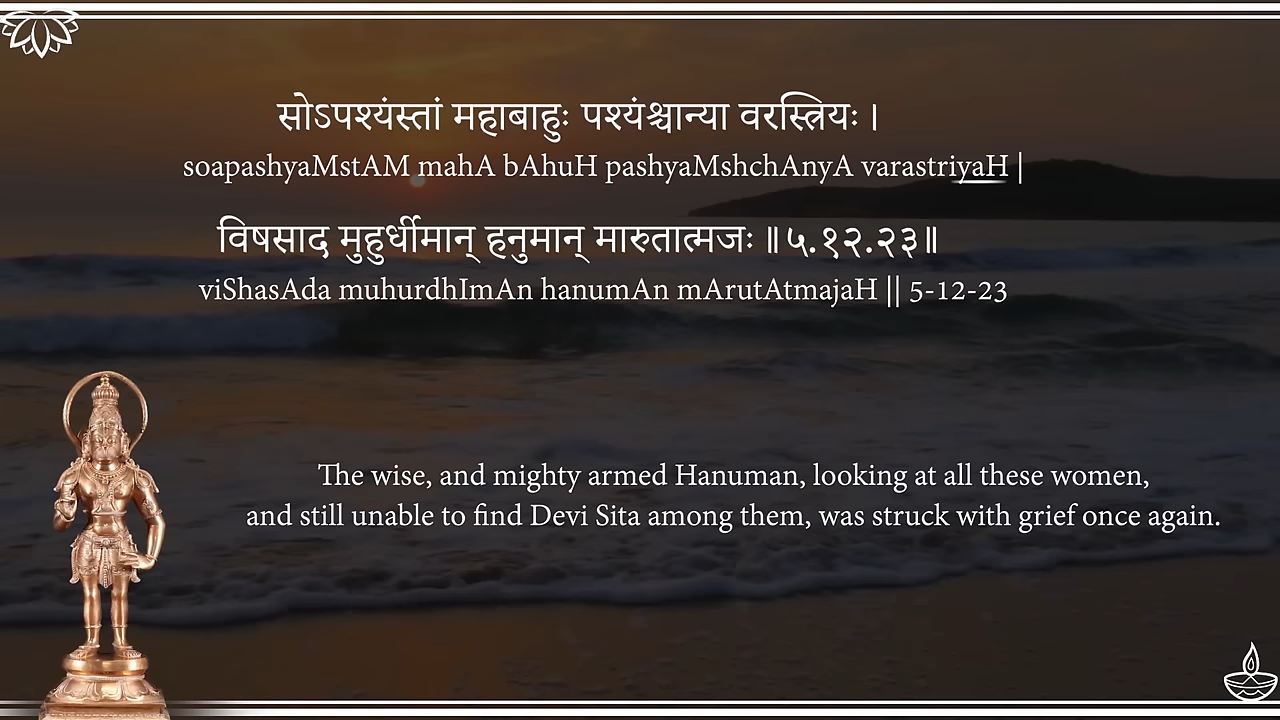 सोऽपश्यंस्तां महाबाहुः पश्यंश्चान्या वरस्त्रियः ।
soapashyaMstAM mahA bAhuH pashyaMshchAnyA varastriyaH |
विषसाद मुहुर्धीमान् हनुमान् मारुतात्मजः ॥५.१२.२३॥
viShasAda muhurdhImAn hanumAn mArutAtmajaH || 5-12-23
The wise, and mighty armed Hanuman, looking at all these women,
and still unable to find Devi Sita among them, was struck with grief once again.